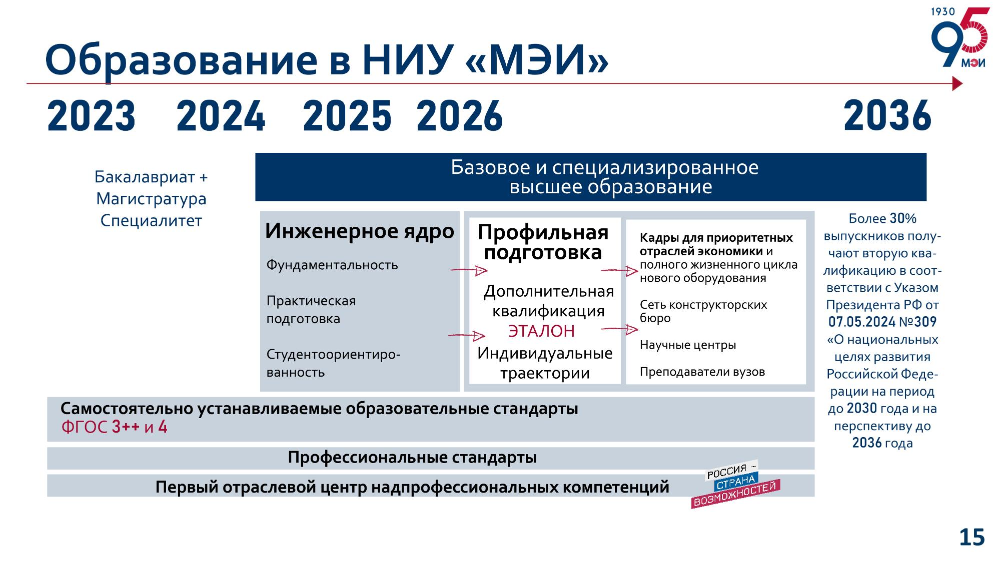 1930
95
МЭИ
Образование в НИУ «МЭИ»
2023 2024 2025 2026 2036
Бакалавриат +
Магистратура
Специалитет
Базовое и специализированное
высшее образование
Инженерное ядро
Фундаментальность
Практическая
подготовка
Студентоориентиро-
ванность
Профильная
подготовка
Дополнительная
квалификация
ЭТАЛОН
Индивидуальные
траектории
Кадры для приоритетных
отраслей экономики и
полного жизненного цикла
нового оборудования
Сеть конструкторских
бюро
Научные центры
Преподаватели вузов
Более 30%
выпускников полу-
чают вторую ква-
лификацию в соот-
ветствии с Указом
Президента РФ от
07.05.2024 №309
«О национальных
целях развития
Российской Феде-
рации на период
до 2030 года и на
перспективу до
2036 года
Самостоятельно устанавливаемые образовательные стандарты
ФГОС 3++ и 4
Профессиональные стандарты
Первый отраслевой центр надпрофессиональных компетенций
РОССИЯ –
СТРАНА
ВОЗМОЖНОСТЕЙ
15